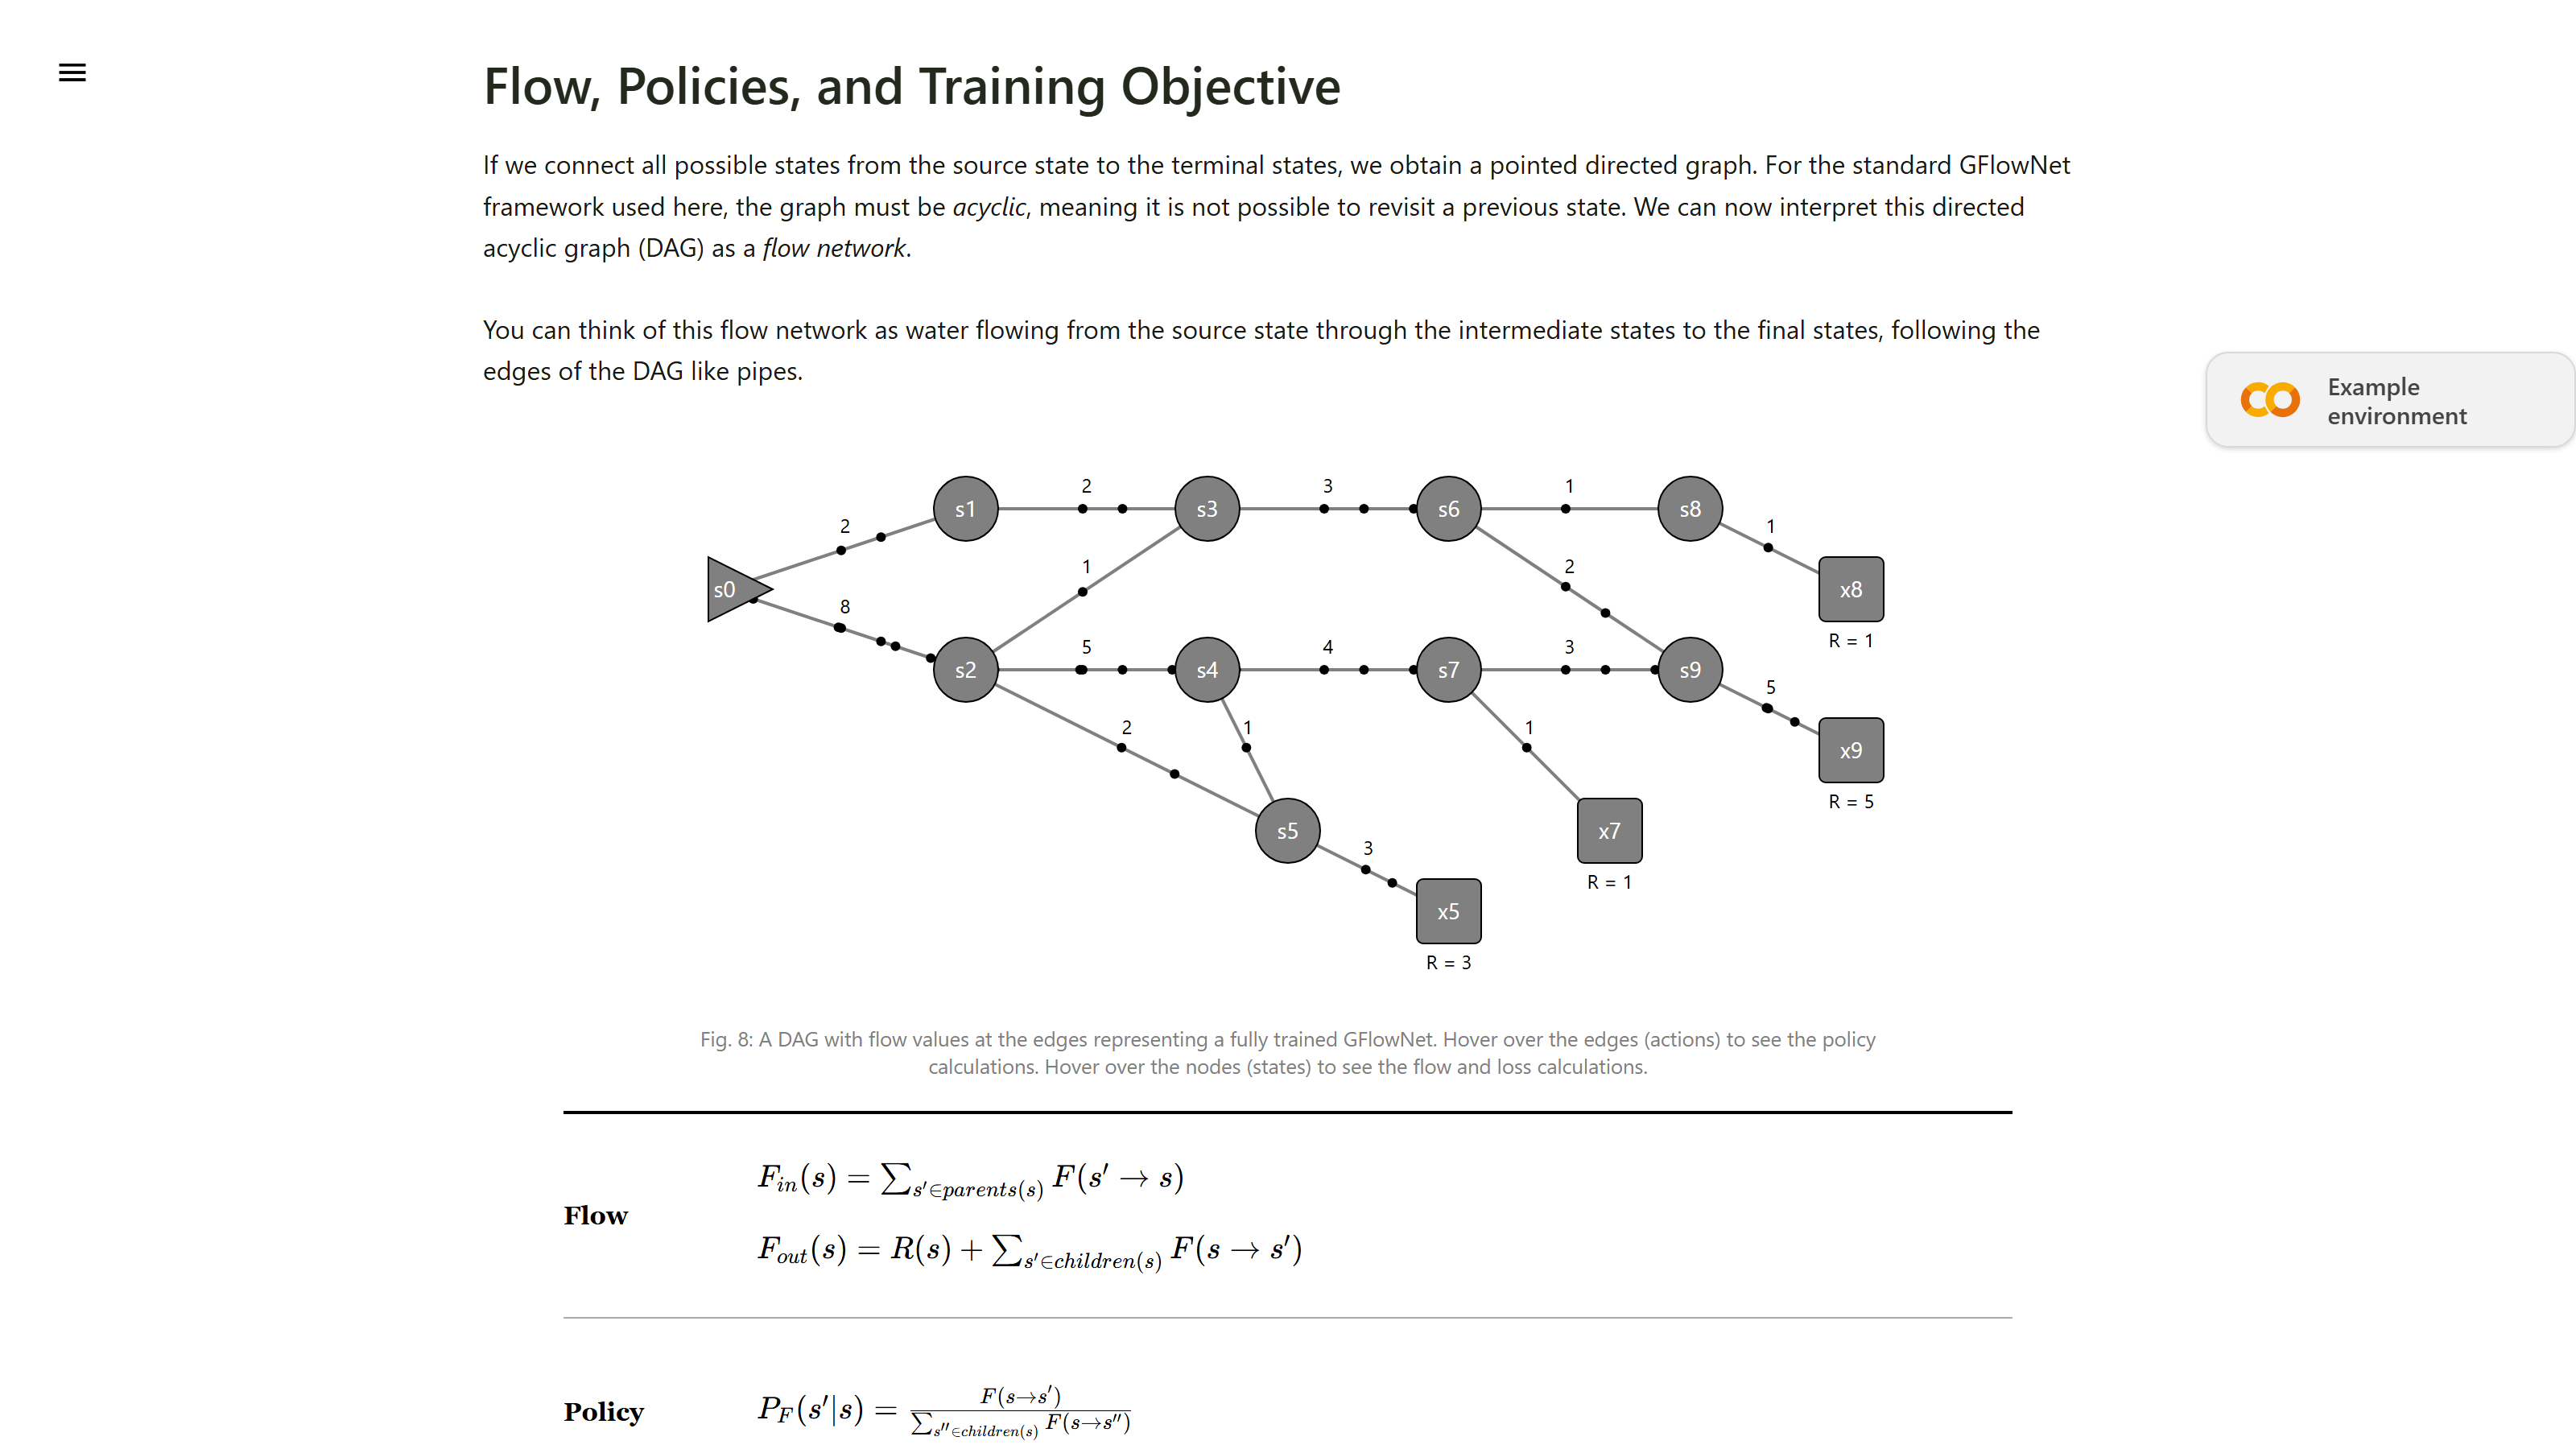 Flow, Policies, and Training Objective
If we connect all possible states from the source state to the terminal states, we obtain a pointed directed graph. For the standard GFlowNet
framework used here, the graph must be acyclic, meaning it is not possible to revisit a previous state. We can now interpret this directed
acyclic graph (DAG) as a flow network.
You can think of this flow network as water flowing from the source state through the intermediate states to the final states, following the
edges of the DAG like pipes.
Example
environment
2 3 1
s1 s3 s6 s8
2 1
1 2
s0 x8
8
R = 1
5 4 3
s2 s4 s7 s9
5
2 1 1
x9
R = 5
s5 x7
3
R = 1
x5
R = 3
Fig. 8: A DAG with flow values at the edges representing a fully trained GFlowNet. Hover over the edges (actions) to see the policy
calculations. Hover over the nodes (states) to see the flow and loss calculations.
Flow
F_{in}(s) = ∑_{s′∈parents(s)} F(s′ → s)
F_{out}(s) = R(s) + ∑_{s′∈children(s)} F(s → s′)
Policy
P_F(s′|s) = \frac{F(s→s′)}{∑_{s″∈children(s)} F(s→s″)}